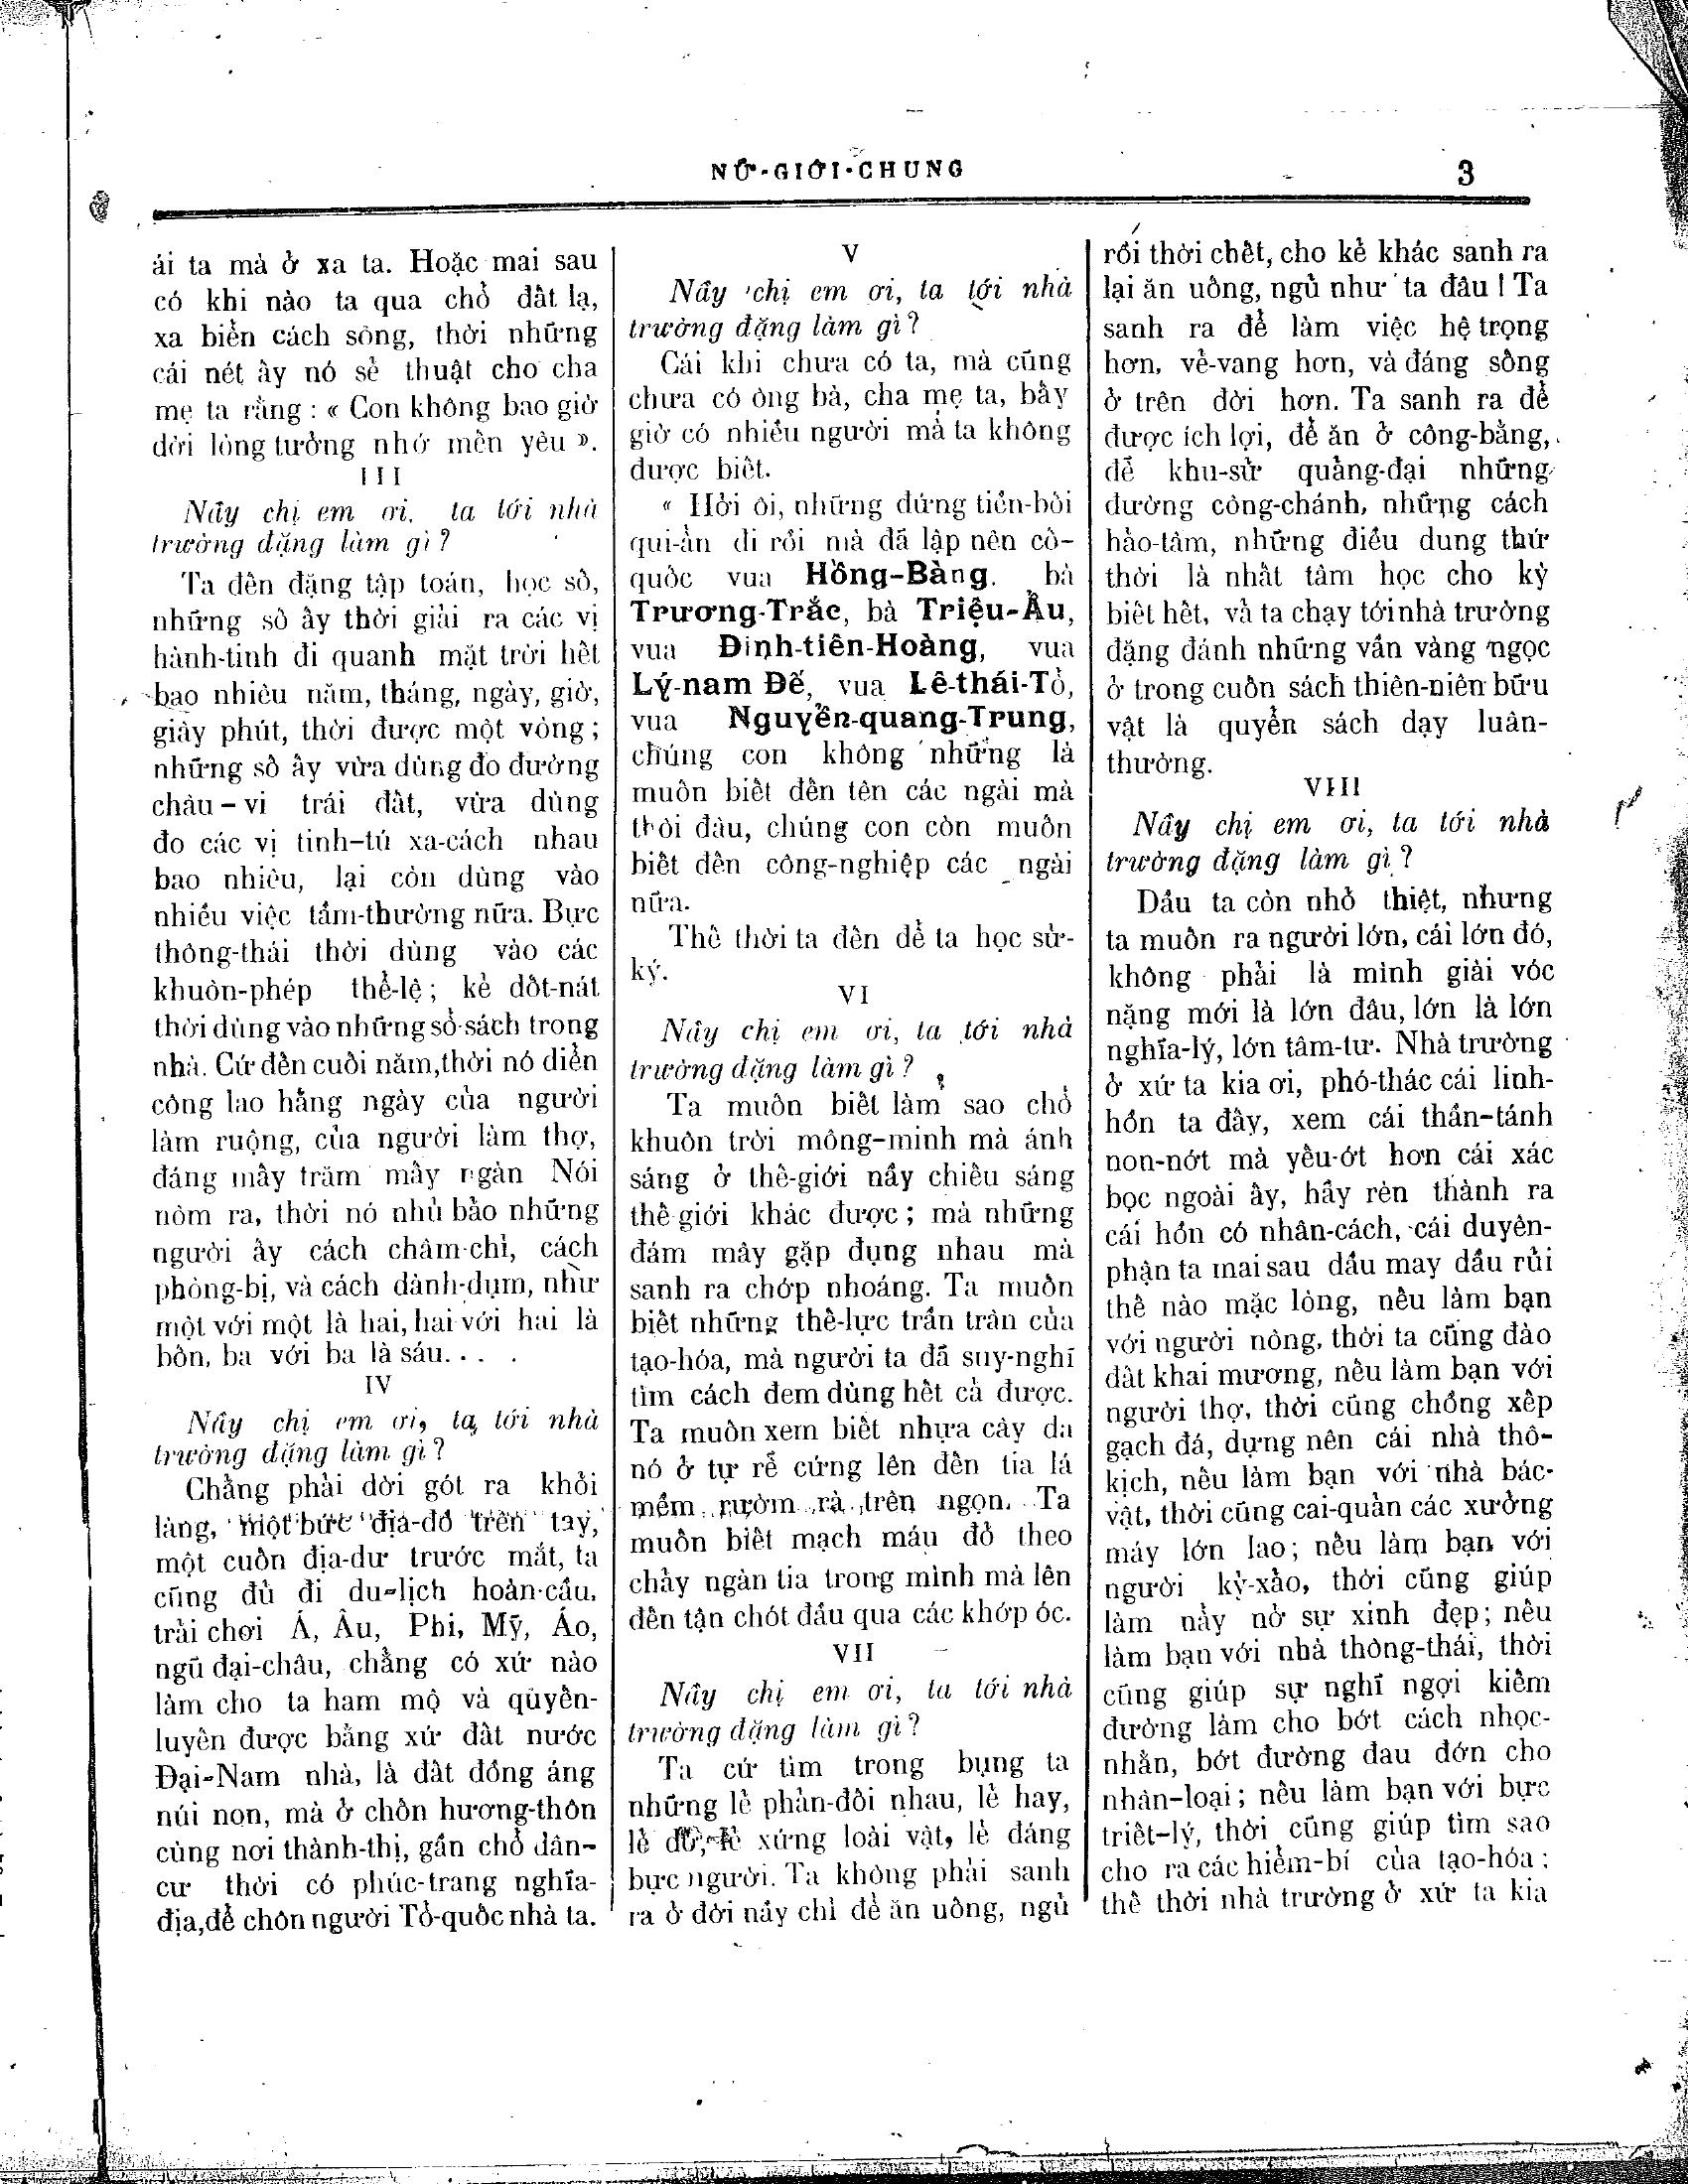 NỮ-GIỚI-CHUNG
3
ái ta mà ở xa ta. Hoặc mai sau
có khi nào ta qua chổ đất lạ,
xa biển cách sông, thời những
cái nét ấy nó sẻ thuật cho cha
mẹ ta rằng : « Con không bao giờ
dời lòng tưởng nhớ mến yêu ».
III
Nầy chị em ơi, ta tới nhà
trường đặng làm gì ?
Ta đến đặng tập toán, học số,
những số ấy thời giải ra các vị
hành-tinh đi quanh mặt trời hết
bao nhiêu năm, tháng, ngày, giờ,
giây phút, thời được một vòng ;
những số ấy vừa dùng đo đường
châu-vi trái đất, vừa dùng
đo các vị tinh-tú xa-cách nhau
bao nhiêu, lại còn dùng vào
nhiều việc tầm-thường nữa. Bực
thông-thái thời dùng vào các
khuôn-phép thể-lệ ; kẻ dốt-nát
thời dùng vào những sổ-sách trong
nhà. Cứ đến cuối năm,thời nó diễn
công lao hằng ngày của người
làm ruộng, của người làm thợ,
đáng mấy trăm mấy ngàn Nói
nôm ra, thời nó nhủ bảo những
người ấy cách châm-chỉ, cách
phòng-bị, và cách dành-dụm, như
một với một là hai, hai với hai là
bốn, ba với ba là sáu. . . .
IV
Nầy chị em ơi, ta tới nhà
trường đặng làm gì ?
Chẳng phải dời gót ra khỏi
làng, một bức địa-đồ trên tay,
một cuốn địa-dư trước mắt, ta
cũng đủ đi du-lịch hoàn-cầu,
trải chơi Á, Âu, Phi, Mỹ, Áo,
ngũ đại-châu, chẳng có xứ nào
làm cho ta ham mộ và quyến-
luyến được bằng xứ đất nước
Đại-Nam nhà, là đất đồng áng
núi non, mà ở chốn hương-thôn
cùng nơi thành-thị, gần chổ dân-
cư thời có phúc-trang nghĩa-
địa,để chôn người Tổ-quốc nhà ta.
V
Nầy chị em ơi, ta tới nhà
trường đặng làm gì ?
Cái khi chưa có ta, mà cũng
chưa có ông bà, cha mẹ ta, bấy
giờ có nhiều người mà ta không
được biết.
« Hỡi ôi, những đứng tiền-bối
qui-ẩn đi rồi mà đã lập nên cố-
quốc vua Hồng-Bàng, bà
Trương-Trắc, bà Triệu-Ẩu,
vua Đinh-tiên-Hoàng, vua
Lý-nam Đế, vua Lê-thái-Tổ,
vua Nguyễn-quang-Trung,
chúng con không những là
muốn biết đến tên các ngài mà
thôi đâu, chúng con còn muốn
biết đến công-nghiệp các ngài
nữa.
Thế thời ta đến để ta học sử-
ký.
VI
Nầy chị em ơi, ta tới nhà
trường đặng làm gì ?
Ta muốn biết làm sao chổ
khuôn trời mông-minh mà ánh
sáng ở thế-giới nầy chiếu sáng
thế giới khác được ; mà những
đám mây gặp đụng nhau mà
sanh ra chớp nhoáng. Ta muốn
biết những thế-lực trần tràn của
tạo-hóa, mà người ta đã suy-nghĩ
tìm cách đem dùng hết cả được.
Ta muốn xem biết nhựa cây da
nó ở tự rễ cứng lên đến tia lá
mềm rườm rà trên ngọn. Ta
muốn biết mạch máu đỏ theo
chảy ngàn tia trong mình mà lên
đến tận chót đầu qua các khớp óc.
VII
Nầy chị em ơi, ta tới nhà
trường đặng làm gì ?
Ta cứ tìm trong bụng ta
những lẻ phản-đối nhau, lẻ hay,
lẻ dở, lẻ xứng loài vật, lẻ đáng
bực người. Ta không phải sanh
ra ở đời nầy chỉ để ăn uống, ngủ
rồi thời chết, cho kẻ khác sanh ra
lại ăn uống, ngủ như ta đâu ! Ta
sanh ra để làm việc hệ trọng
hơn, vẻ-vang hơn, và đáng sống
ở trên đời hơn. Ta sanh ra để
được ích lợi, để ăn ở công-bằng,
để khu-sử quảng-đại những
đường công-chánh, những cách
hảo-tâm, những điều dung thứ
thời là nhất tâm học cho kỳ
biết hết, và ta chạy tới nhà trường
đặng đánh những vần vàng ngọc
ở trong cuốn sách thiên-niên bửu
vật là quyển sách dạy luân-
thường.
VIII
Nầy chị em ơi, ta tới nhà
trường đặng làm gì ?
Dầu ta còn nhỏ thiệt, nhưng
ta muốn ra người lớn, cái lớn đó,
không phải là mình giài vóc
nặng mới là lớn đâu, lớn là lớn
nghĩa-lý, lớn tâm-tư. Nhà trường
ở xứ ta kia ơi, phó-thác cái linh-
hồn ta đây, xem cái thần-tánh
non-nớt mà yếu-ớt hơn cái xác
bọc ngoài ấy, hãy rèn thành ra
cái hồn có nhân-cách, cái duyên-
phận ta mai sau dầu may dầu rủi
thế nào mặc lòng, nếu làm bạn
với người nông, thời ta cũng đào
đất khai mương, nếu làm bạn với
người thợ, thời cũng chồng xếp
gạch đá, dựng nên cái nhà thô-
kịch, nếu làm bạn với nhà bác-
vật, thời cũng cai-quản các xưởng
máy lớn lao ; nếu làm bạn với
người kỳ-xảo, thời cũng giúp
làm nảy nở sự xinh đẹp ; nếu
làm bạn với nhà thông-thái, thời
cũng giúp sự nghĩ ngợi kiếm
đường làm cho bớt cách nhọc-
nhằn, bớt đường đau đớn cho
nhân-loại ; nếu làm bạn với bực
triết-lý, thời cũng giúp tìm sao
cho ra các hiểm-bí của tạo-hóa ;
thế thời nhà trường ở xứ ta kia